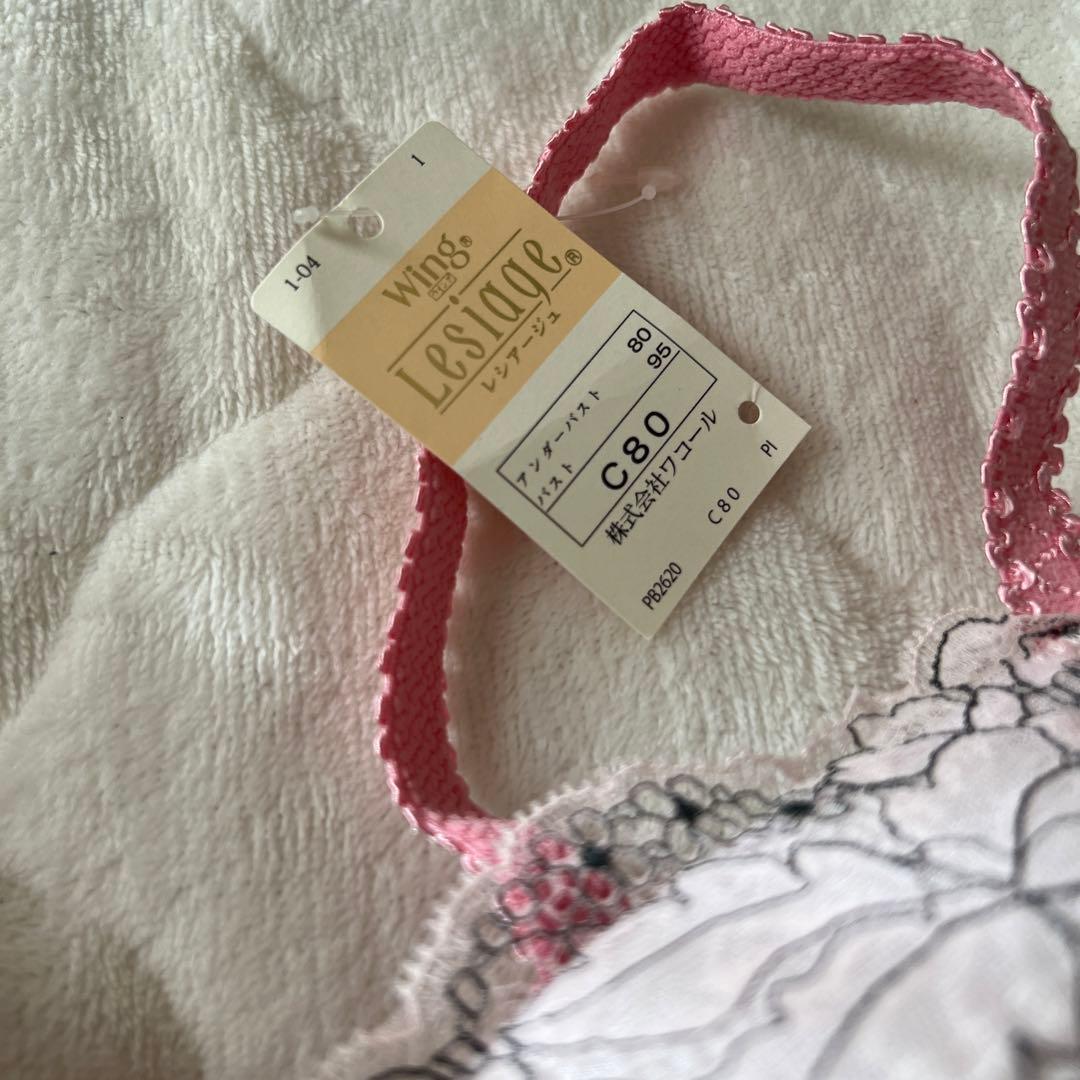 1-04 1
Wing®
ウイング
Lesiage®
レシアージュ
アンダーバスト 80
バスト 95
C80
株式会社ワコール
PB2620 C80 PI